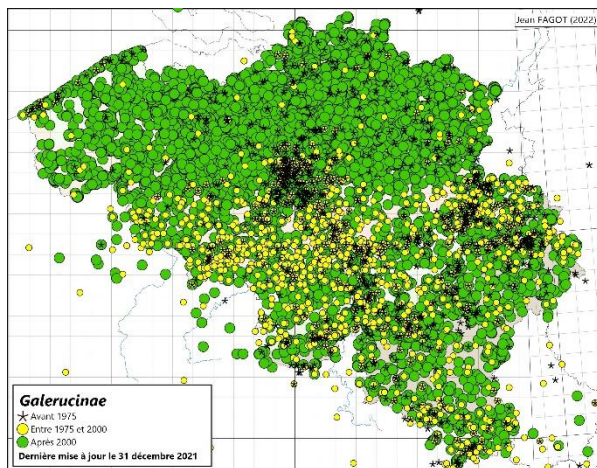 Jean FAGOT (2022)
Galerucinae
Avant 1975
Entre 1975 et 2000
Après 2000
Dernière mise à jour le 31 décembre 2021